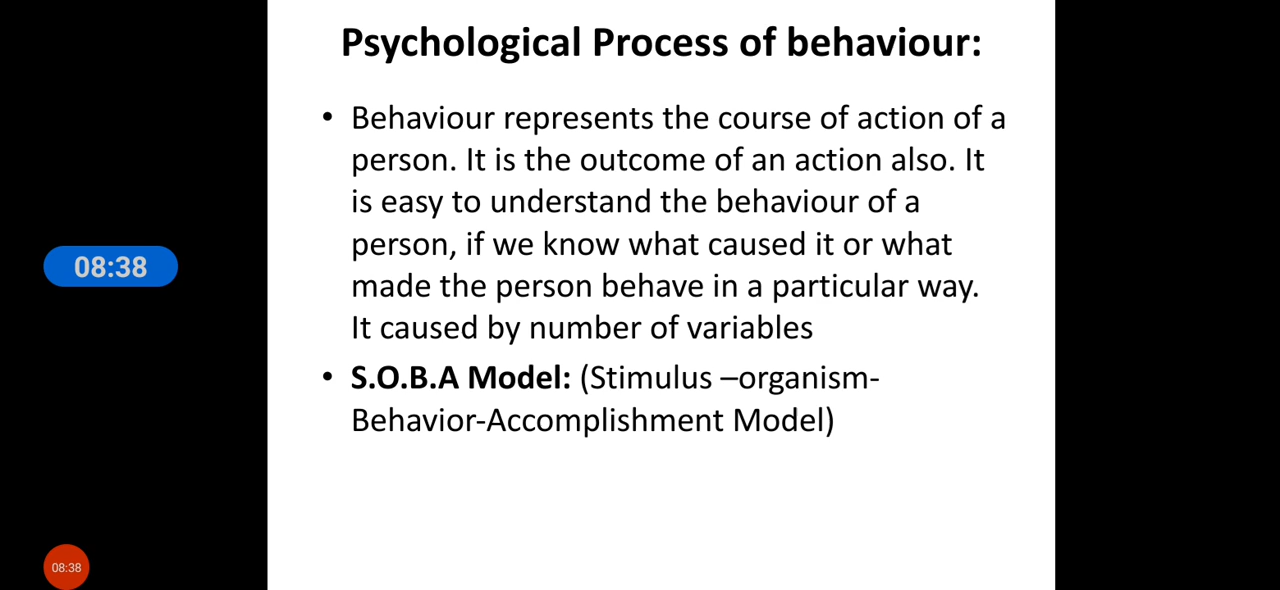 Psychological Process of behaviour:
• Behaviour represents the course of action of a
person. It is the outcome of an action also. It
is easy to understand the behaviour of a
person, if we know what caused it or what
made the person behave in a particular way.
It caused by number of variables
• S.O.B.A Model: (Stimulus –organism-
Behavior-Accomplishment Model)
08:38
08:38